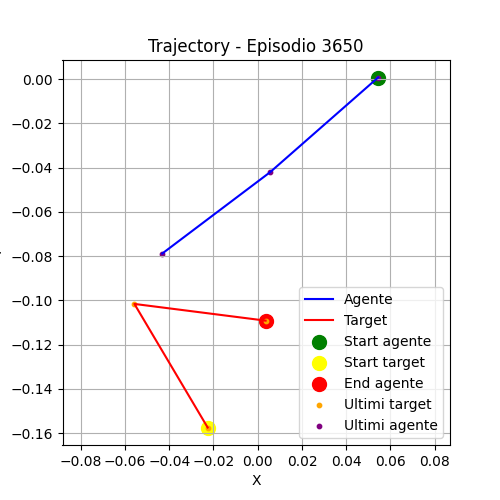 Trajectory - Episodio 3650
0.00
−0.02
−0.04
−0.06
−0.08
−0.10
−0.12
−0.14
−0.16
Agente
Target
Start agente
Start target
End agente
Ultimi target
Ultimi agente
−0.08 −0.06 −0.04 −0.02 0.00 0.02 0.04 0.06 0.08
X